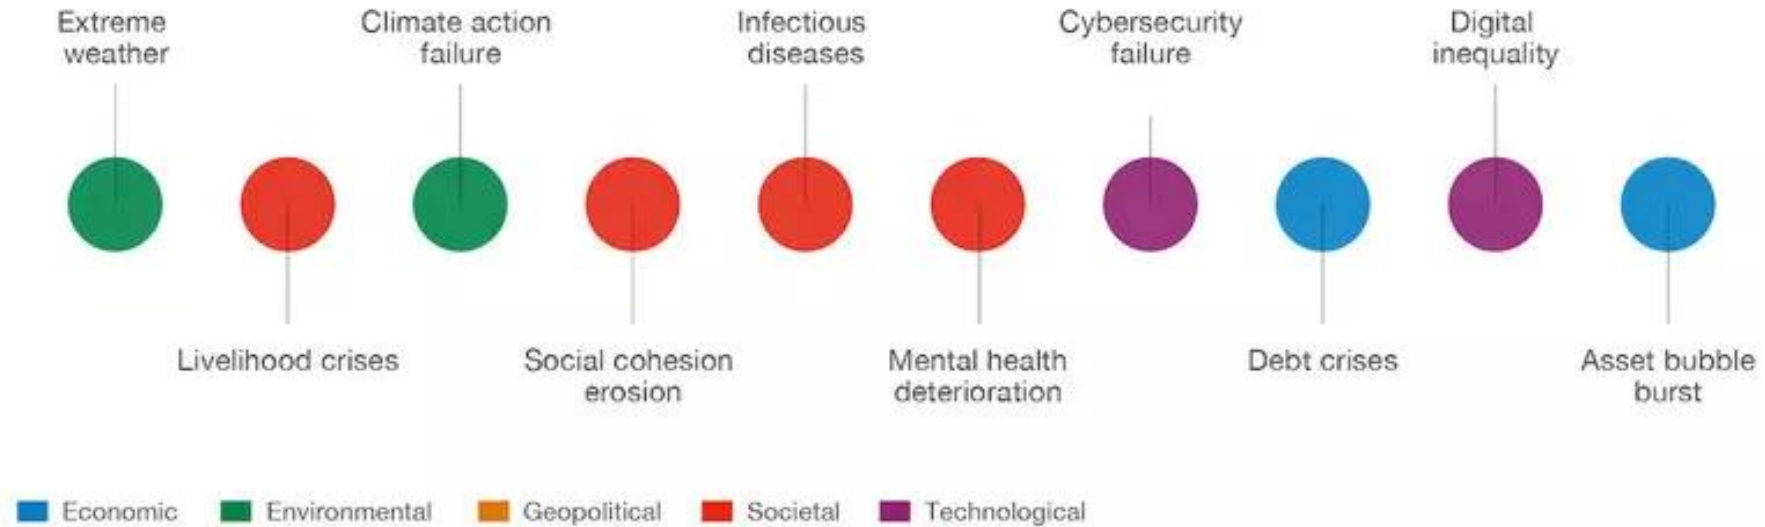 Extreme
weather
Climate action
failure
Infectious
diseases
Cybersecurity
failure
Digital
inequality
Livelihood crises
Social cohesion
erosion
Mental health
deterioration
Debt crises
Asset bubble
burst
Economic
Environmental
Geopolitical
Societal
Technological